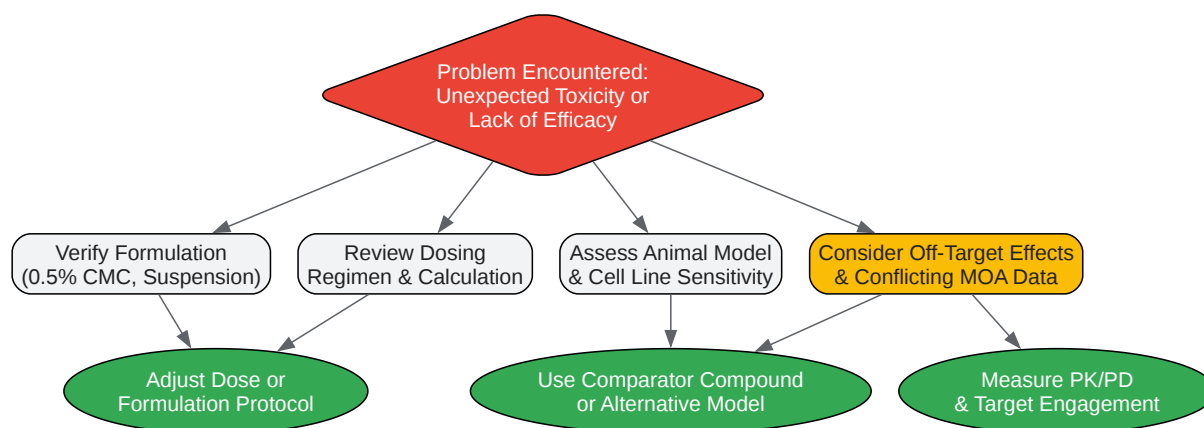 Problem Encountered:
Unexpected Toxicity or
Lack of Efficacy
Verify Formulation
(0.5% CMC, Suspension)
Review Dosing
Regimen & Calculation
Assess Animal Model
& Cell Line Sensitivity
Consider Off-Target Effects
& Conflicting MOA Data
Adjust Dose or
Formulation Protocol
Use Comparator Compound
or Alternative Model
Measure PK/PD
& Target Engagement